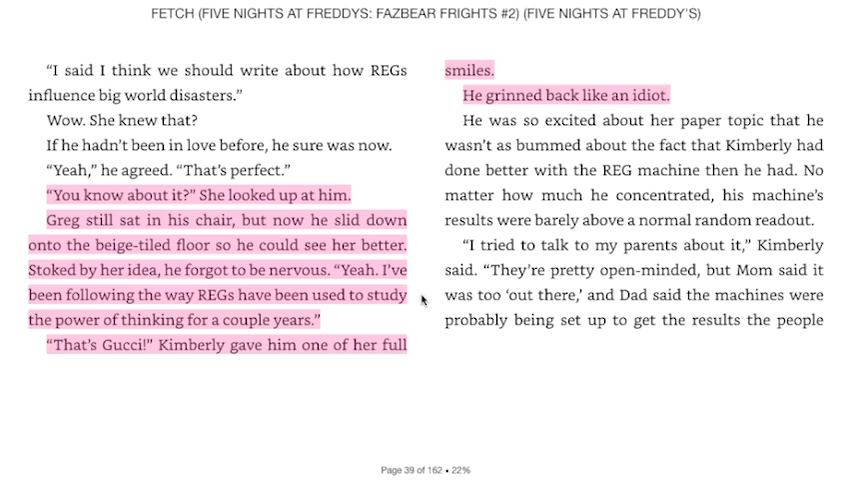 FETCH (FIVE NIGHTS AT FREDDYS: FAZBEAR FRIGHTS #2) (FIVE NIGHTS AT FREDDY'S)
“I said I think we should write about how REGs
influence big world disasters.”
Wow. She knew that?
If he hadn’t been in love before, he sure was now.
“Yeah,” he agreed. “That’s perfect.”
“You know about it?” She looked up at him.
Greg still sat in his chair, but now he slid down
onto the beige-tiled floor so he could see her better.
Stoked by her idea, he forgot to be nervous. “Yeah. I’ve
been following the way REGs have been used to study
the power of thinking for a couple years.”
“That’s Gucci!” Kimberly gave him one of her full
smiles.
He grinned back like an idiot.
He was so excited about her paper topic that he
wasn’t as bummed about the fact that Kimberly had
done better with the REG machine then he had. No
matter how much he concentrated, his machine’s
results were barely above a normal random readout.
“I tried to talk to my parents about it,” Kimberly
said. “They’re pretty open-minded, but Mom said it
was too ‘out there,’ and Dad said the machines were
probably being set up to get the results the people
Page 39 of 162 • 22%